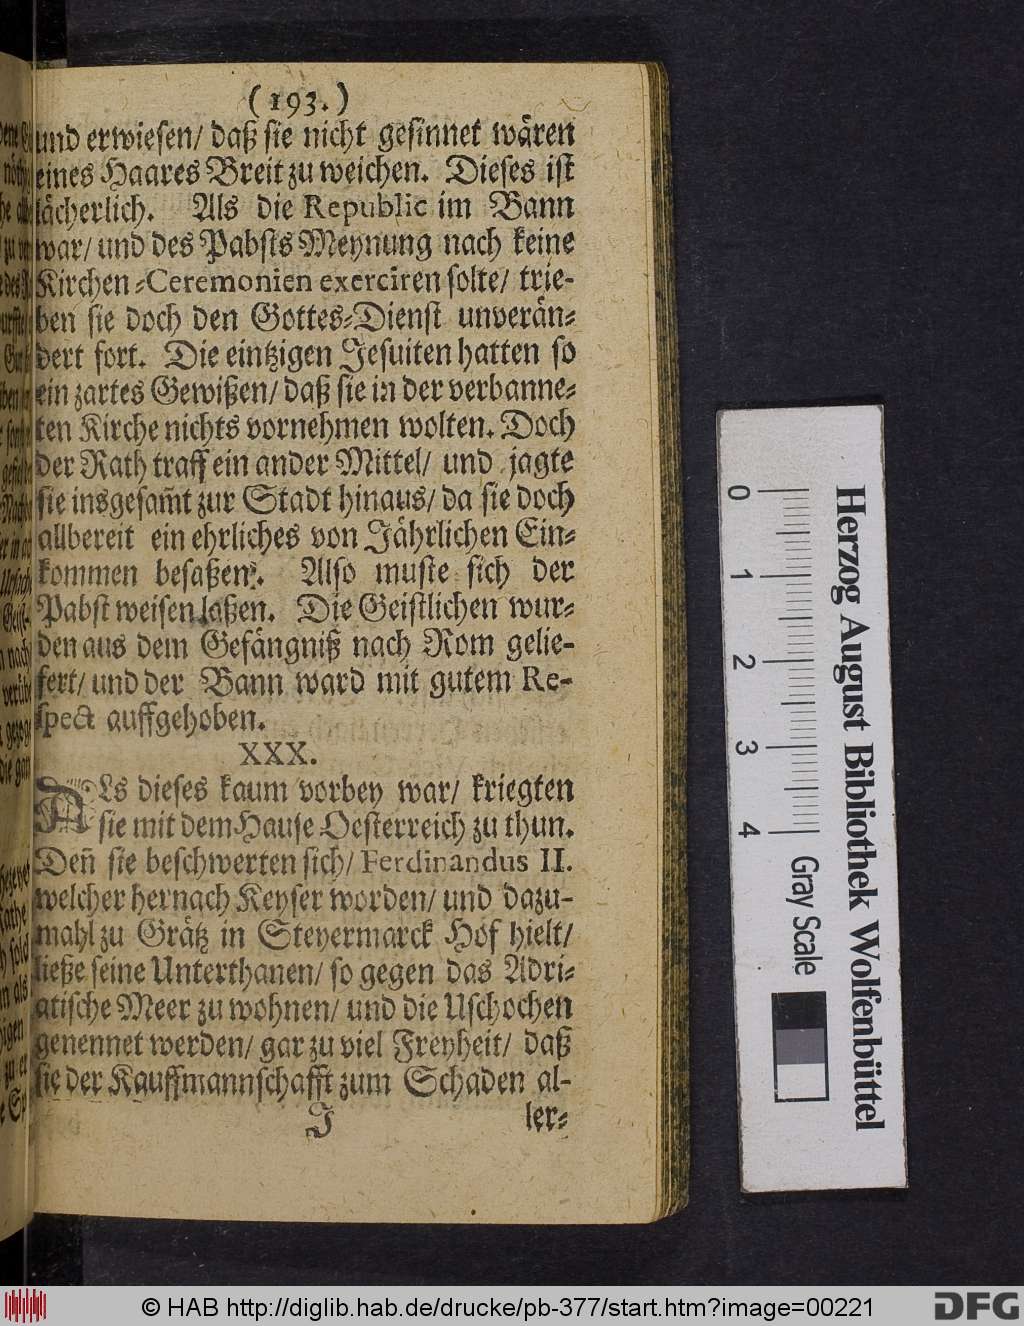 (193.)
und erwiesen/ daß sie nicht gesinnet wären
eines Haares Breit zu weichen. Dieses ist
lächerlich. Als die Republic im Bann
war/ und des Pabsts Meynung nach keine
Kirchen-Ceremonien exerciren solte/ trie-
ben sie doch den Gottes-Dienst unverän-
dert fort. Die eintzigen Jesuiten hatten so
ein zartes Gewißen/ daß sie in der verbanne-
ten Kirche nichts vornehmen wolten. Doch
der Rath traff ein ander Mittel/ und jagte
sie insgesam̃t zur Stadt hinaus/ da sie doch
allbereit ein ehrliches von Jährlichen Ein-
kommen besaßen. Also muste sich der
Pabst weisen laßen. Die Geistlichen wur-
den aus dem Gefängniß nach Rom gelie-
fert/ und der Bann ward mit gutem Re-
spect auffgehoben.
XXX.
ALs dieses kaum vorbey war/ kriegten
sie mit dem Hause Oesterreich zu thun.
Deñ sie beschwerten sich/ Ferdinandus II.
welcher hernach Keyser worden/ und dazu-
mahl zu Grätz in Steyermarck Hof hielt/
ließe seine Unterthanen/ so gegen das Adri-
atische Meer zu wohnen/ und die Uschochen
genennet werden/ gar zu viel Freyheit/ daß
sie der Kauffmannschafft zum Schaden al-
J
ler-
0
1
2
3
4
Gray Scale
Herzog August Bibliothek Wolfenbüttel
© HAB http://diglib.hab.de/drucke/pb-377/start.htm?image=00221
DFG